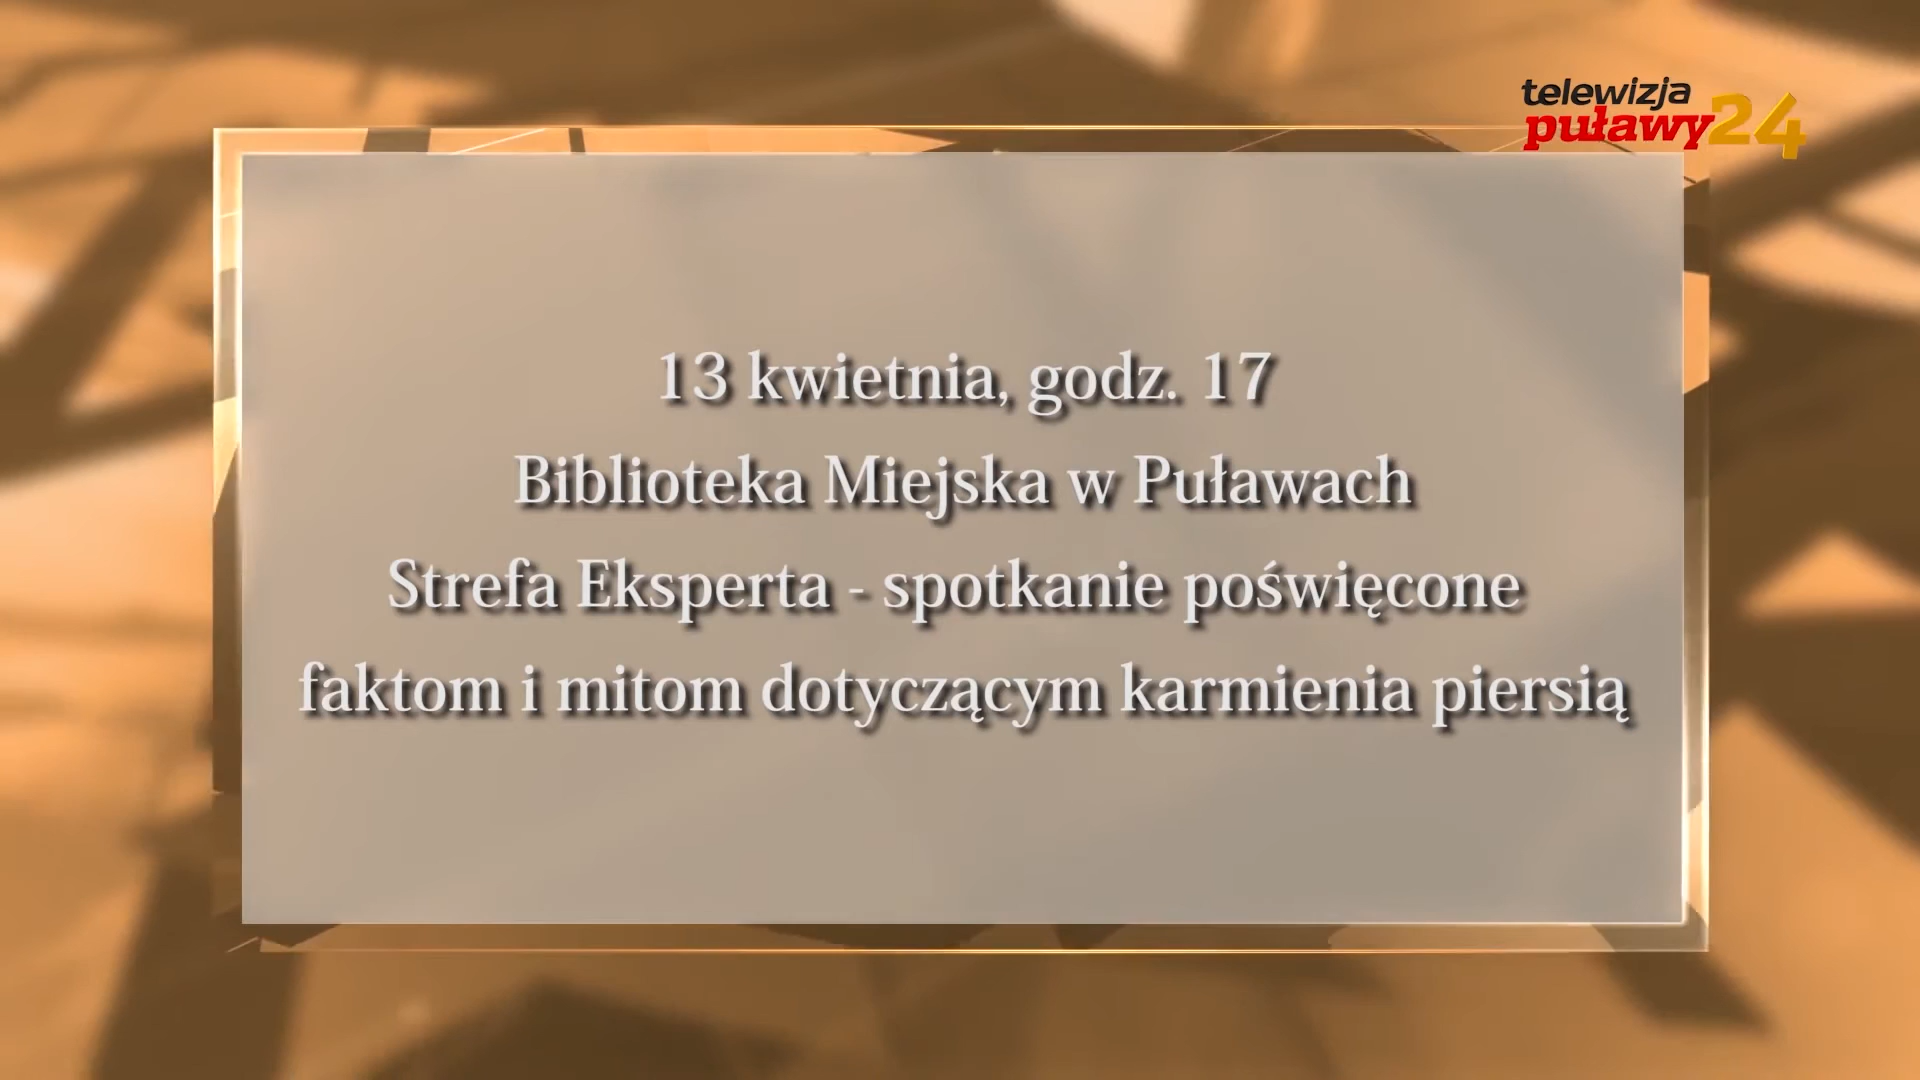 telewizja
puławy24
13 kwietnia, godz. 17
Biblioteka Miejska w Puławach
Strefa Eksperta - spotkanie poświęcone
faktom i mitom dotyczącym karmienia piersią